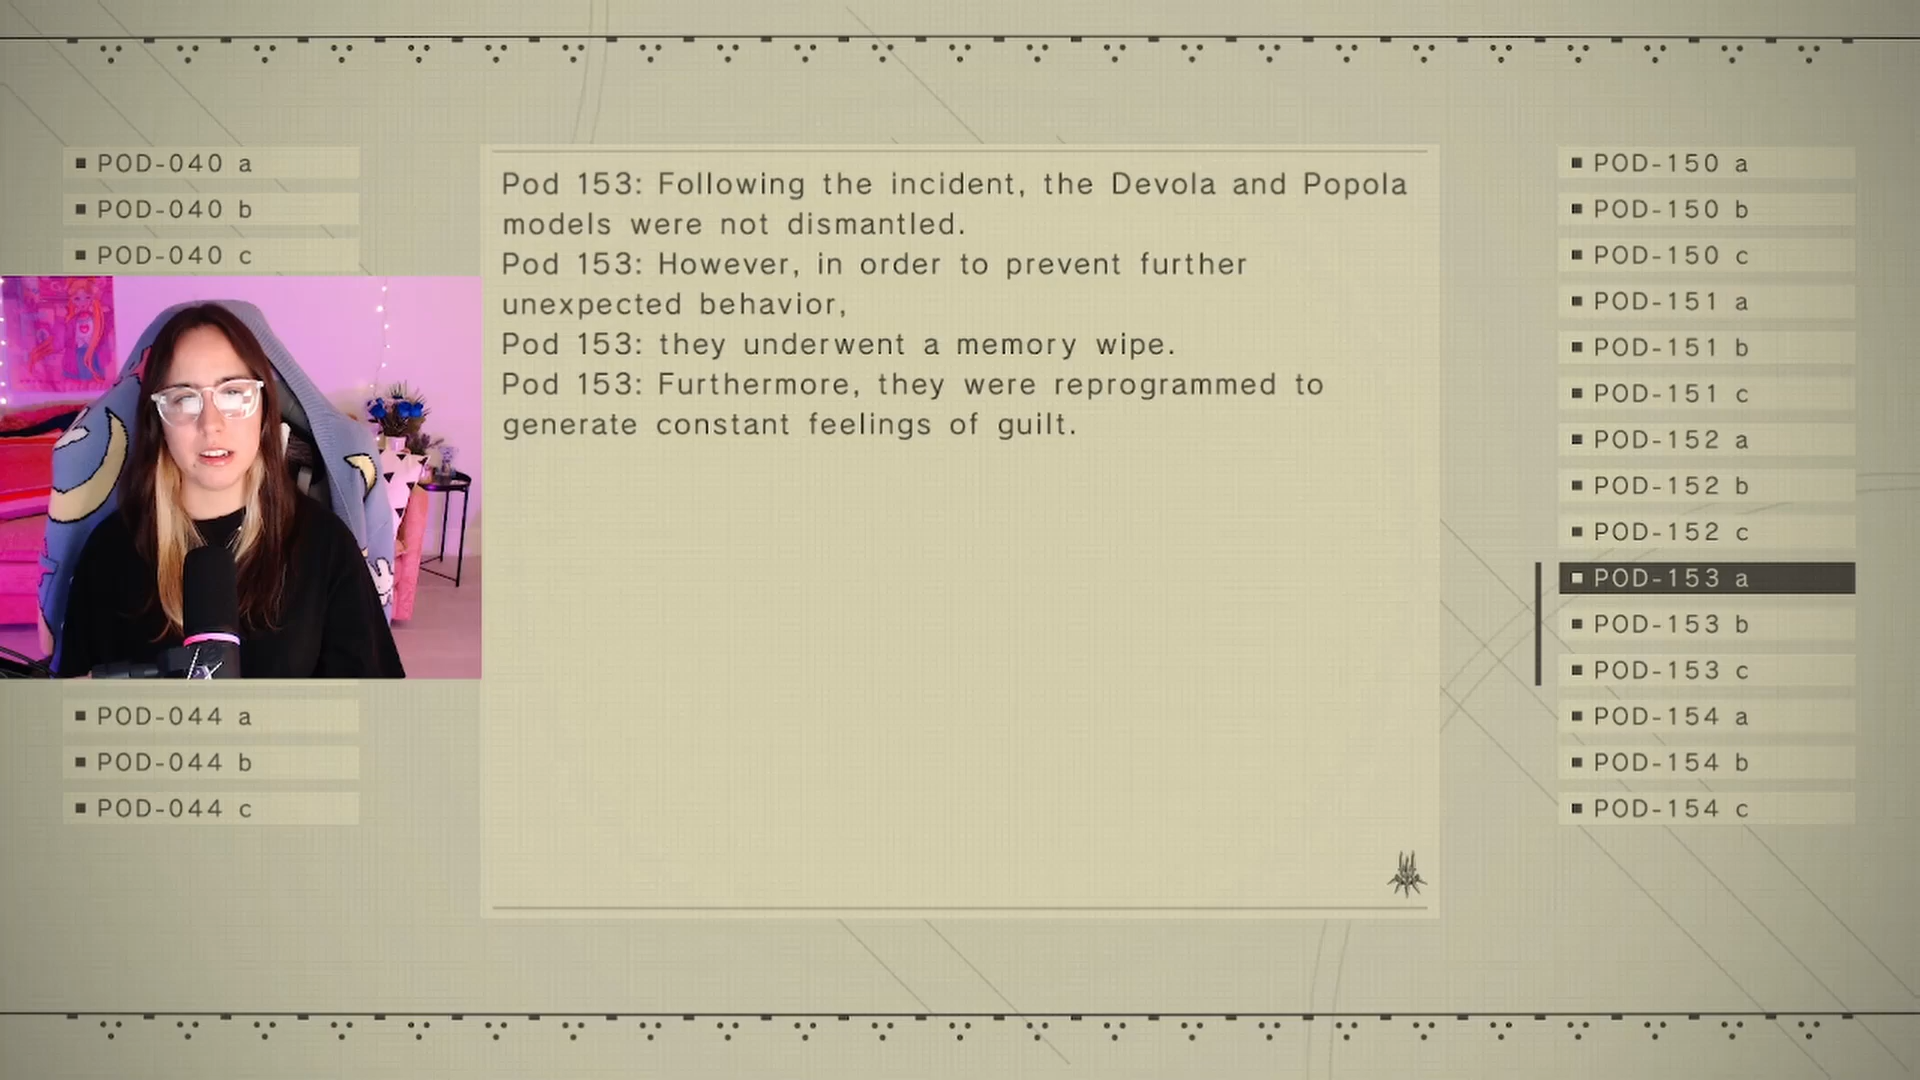 POD-040 a
POD-040 b
POD-040 c
POD-044 a
POD-044 b
POD-044 c
Pod 153: Following the incident, the Devola and Popola
models were not dismantled.
Pod 153: However, in order to prevent further
unexpected behavior,
Pod 153: they underwent a memory wipe.
Pod 153: Furthermore, they were reprogrammed to
generate constant feelings of guilt.
POD-150 a
POD-150 b
POD-150 c
POD-151 a
POD-151 b
POD-151 c
POD-152 a
POD-152 b
POD-152 c
POD-153 a
POD-153 b
POD-153 c
POD-154 a
POD-154 b
POD-154 c